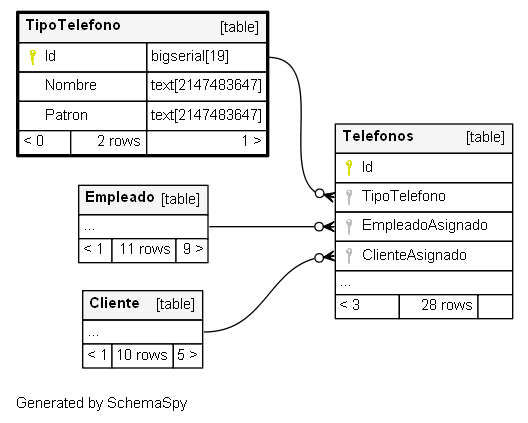 TipoTelefono [table]
Id bigserial[19]
Nombre text[2147483647]
Patron text[2147483647]
< 0 2 rows 1 >
Telefonos [table]
Id
TipoTelefono
EmpleadoAsignado
ClienteAsignado
...
< 3 28 rows
Empleado [table]
...
< 1 11 rows 9 >
Cliente [table]
...
< 1 10 rows 5 >
Generated by SchemaSpy